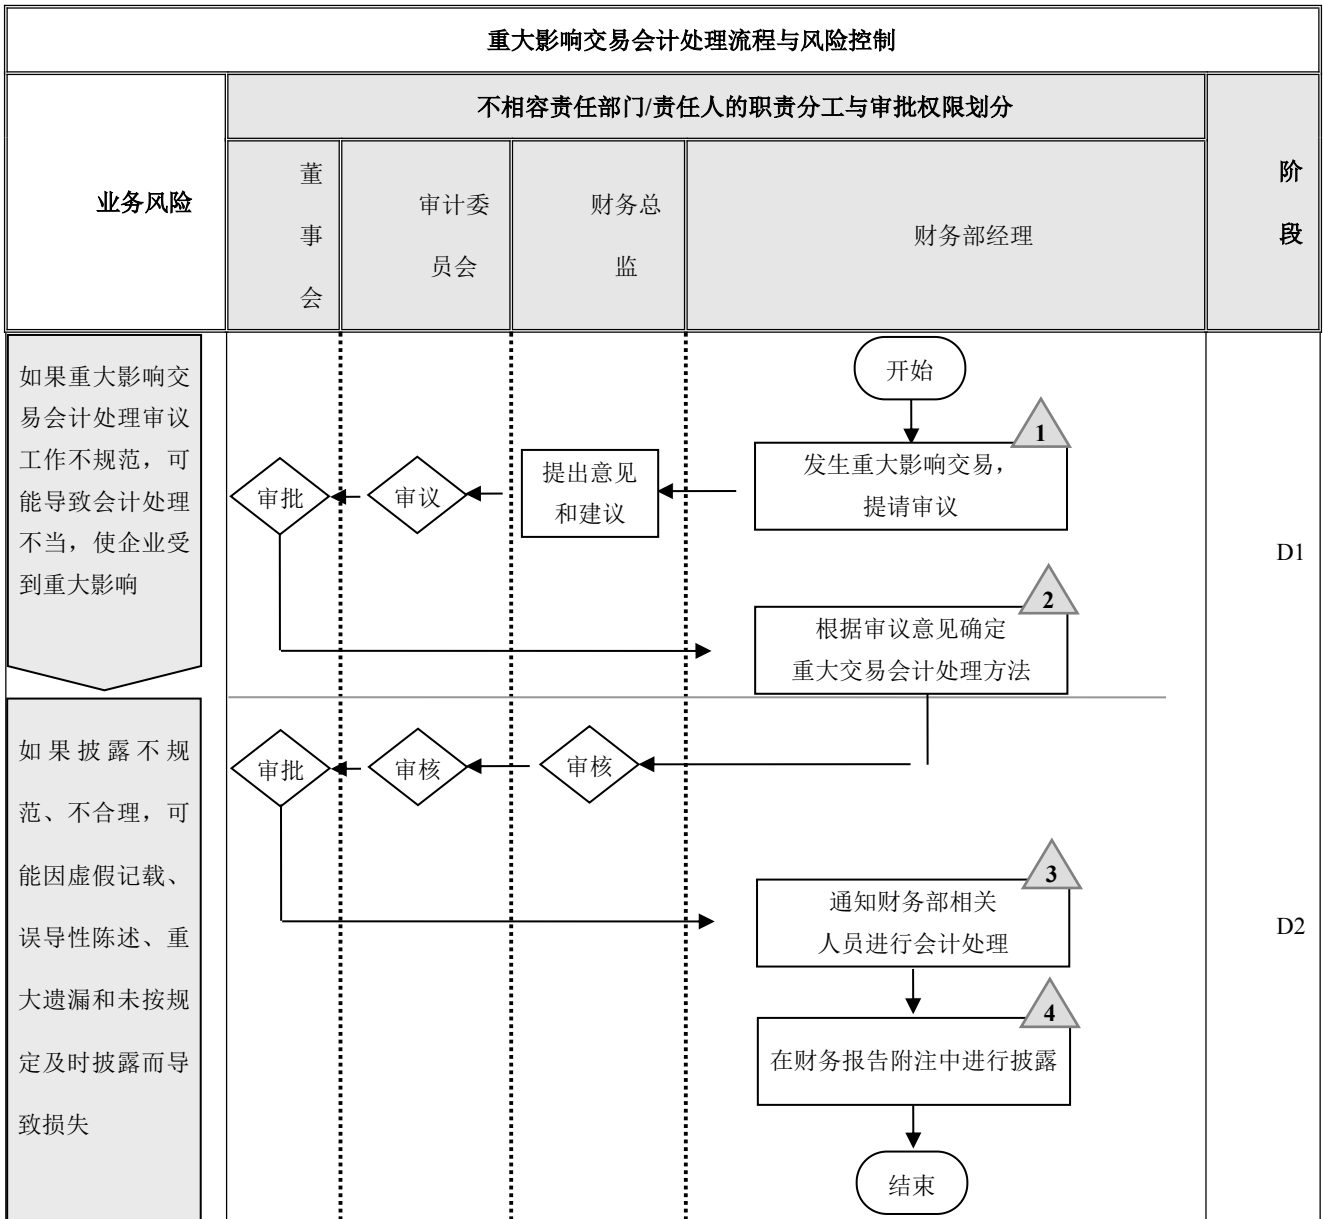 重大影响交易会计处理流程与风险控制
业务风险
不相容责任部门/责任人的职责分工与审批权限划分
阶
段
董
事
会
审计委
员会
财务总
监
财务部经理
如果重大影响交
易会计处理审议
工作不规范，可
能导致会计处理
不当，使企业受
到重大影响
开始
1
发生重大影响交易，
提请审议
提出意见
和建议
审议
审批
2
根据审议意见确定
重大交易会计处理方法
D1
如果披露不规
范、不合理，可
能因虚假记载、
误导性陈述、重
大遗漏和未按规
定及时披露而导
致损失
审批
审核
审核
3
通知财务部相关
人员进行会计处理
4
在财务报告附注中进行披露
结束
D2